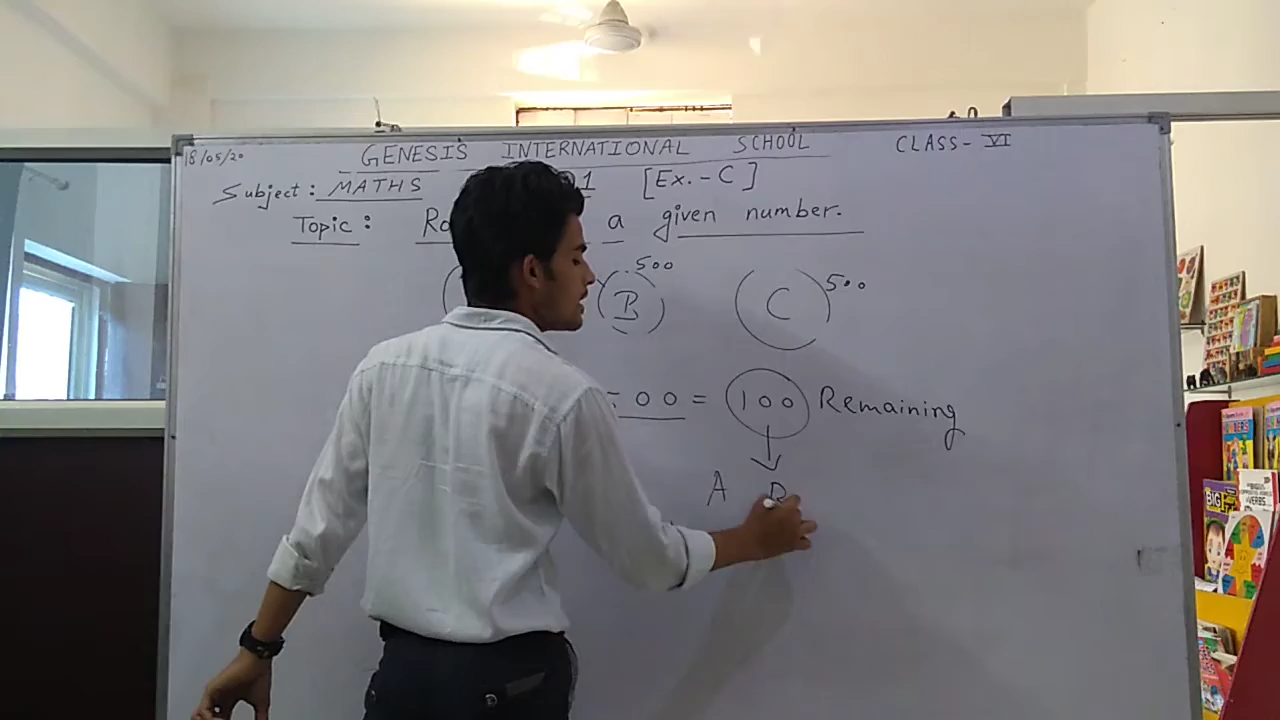 18/05/20 GENESIS INTERNATIONAL SCHOOL CLASS- VI
Subject: MATHS 01 [Ex.-C]
Topic: Ro a given number.
B 500 C 500
00 = 100 Remaining
A B